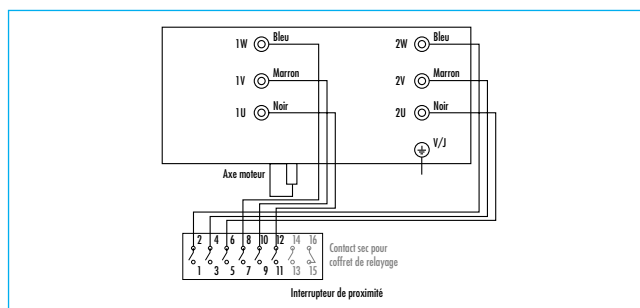 1W Bleu 2W Bleu
1V Marron 2V Marron
1U Noir 2U Noir
V/J
Axe moteur
2 4 6 8 10 12 14 16
Contact sec pour
coffret de relayage
1 3 5 7 9 11 13 15
Interrupteur de proximité